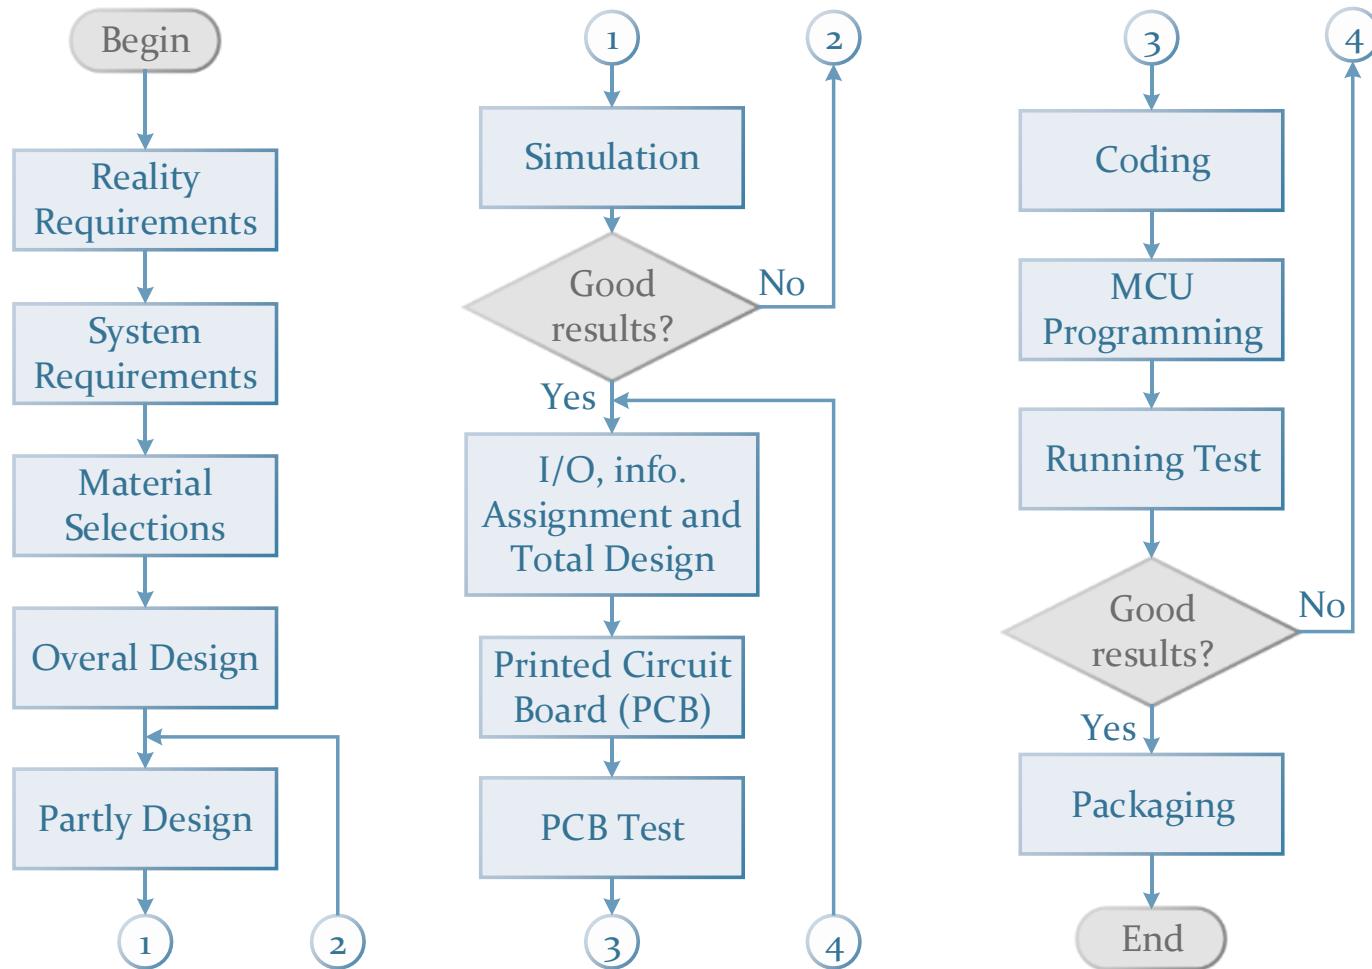 Begin
Reality
Requirements
System
Requirements
Material
Selections
Overal Design
Partly Design
1
2
1
2
Simulation
Good
results?
No
Yes
I/O, info.
Assignment and
Total Design
Printed Circuit
Board (PCB)
PCB Test
3
4
3
4
Coding
MCU
Programming
Running Test
Good
results?
No
Yes
Packaging
End